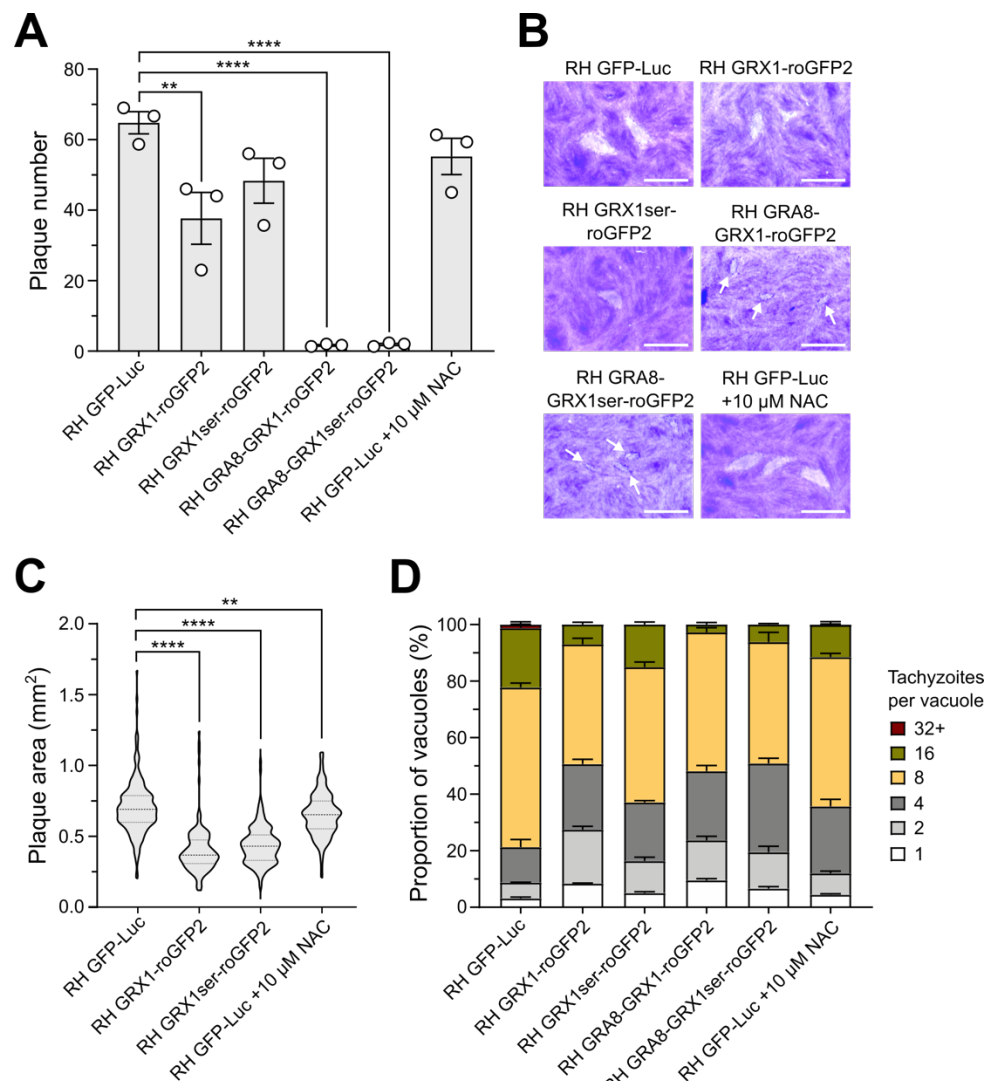 A
****
****
**
80
60
40
20
0
Plaque number
RH GFP-Luc
RH GRX1-roGFP2
RH GRX1ser-roGFP2
RH GRA8-GRX1-roGFP2
RH GRA8-GRX1ser-roGFP2
RH GFP-Luc +10 µM NAC
B
RH GFP-Luc
RH GRX1-roGFP2
RH GRX1ser-
roGFP2
RH GRA8-
GRX1-roGFP2
RH GRA8-
GRX1ser-roGFP2
RH GFP-Luc
+10 µM NAC
C
**
****
****
2.0
1.5
1.0
0.5
0.0
Plaque area (mm²)
RH GFP-Luc
RH GRX1-roGFP2
RH GRX1ser-roGFP2
RH GFP-Luc +10 µM NAC
D
100
80
60
40
20
0
Proportion of vacuoles (%)
RH GFP-Luc
RH GRX1-roGFP2
RH GRX1ser-roGFP2
RH GRA8-GRX1-roGFP2
RH GRA8-GRX1ser-roGFP2
RH GFP-Luc +10 µM NAC
Tachyzoites
per vacuole
32+
16
8
4
2
1